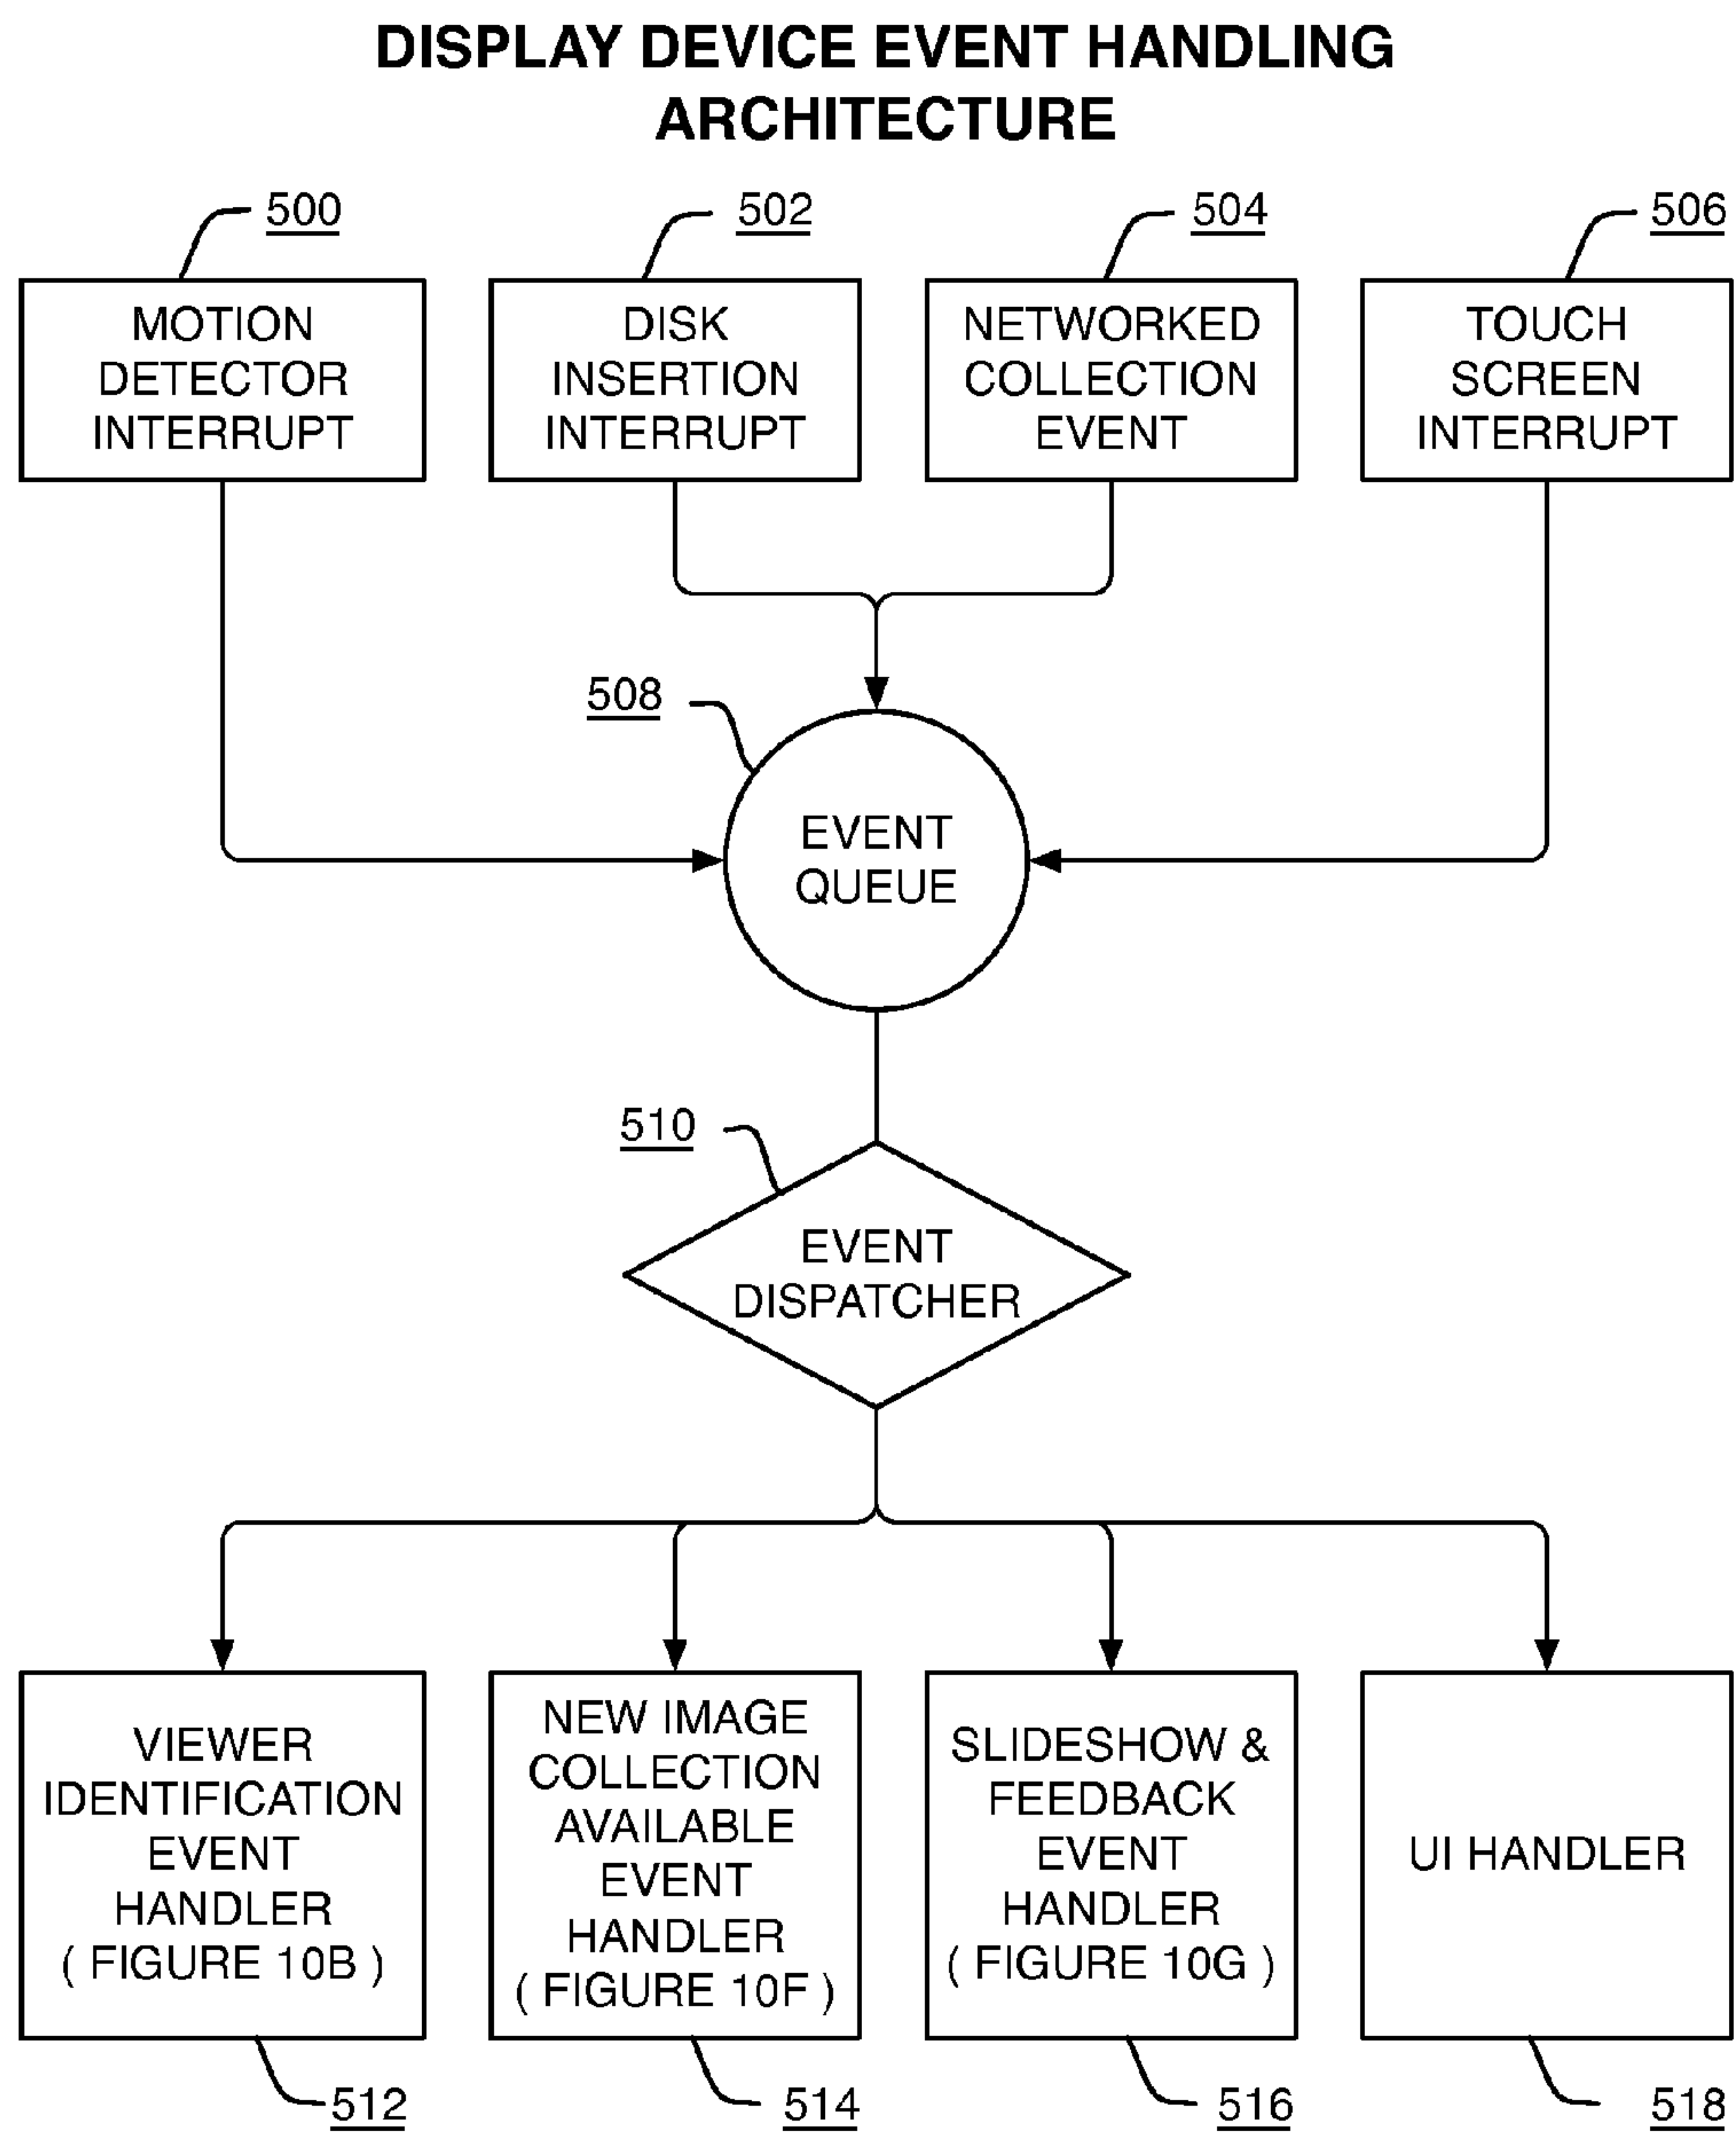 DISPLAY DEVICE EVENT HANDLING
ARCHITECTURE
500
502
504
506
MOTION
DETECTOR
INTERRUPT
DISK
INSERTION
INTERRUPT
NETWORKED
COLLECTION
EVENT
TOUCH
SCREEN
INTERRUPT
508
EVENT
QUEUE
510
EVENT
DISPATCHER
VIEWER
IDENTIFICATION
EVENT
HANDLER
( FIGURE 10B )
NEW IMAGE
COLLECTION
AVAILABLE
EVENT
HANDLER
( FIGURE 10F )
SLIDESHOW &
FEEDBACK
EVENT
HANDLER
( FIGURE 10G )
UI HANDLER
512
514
516
518